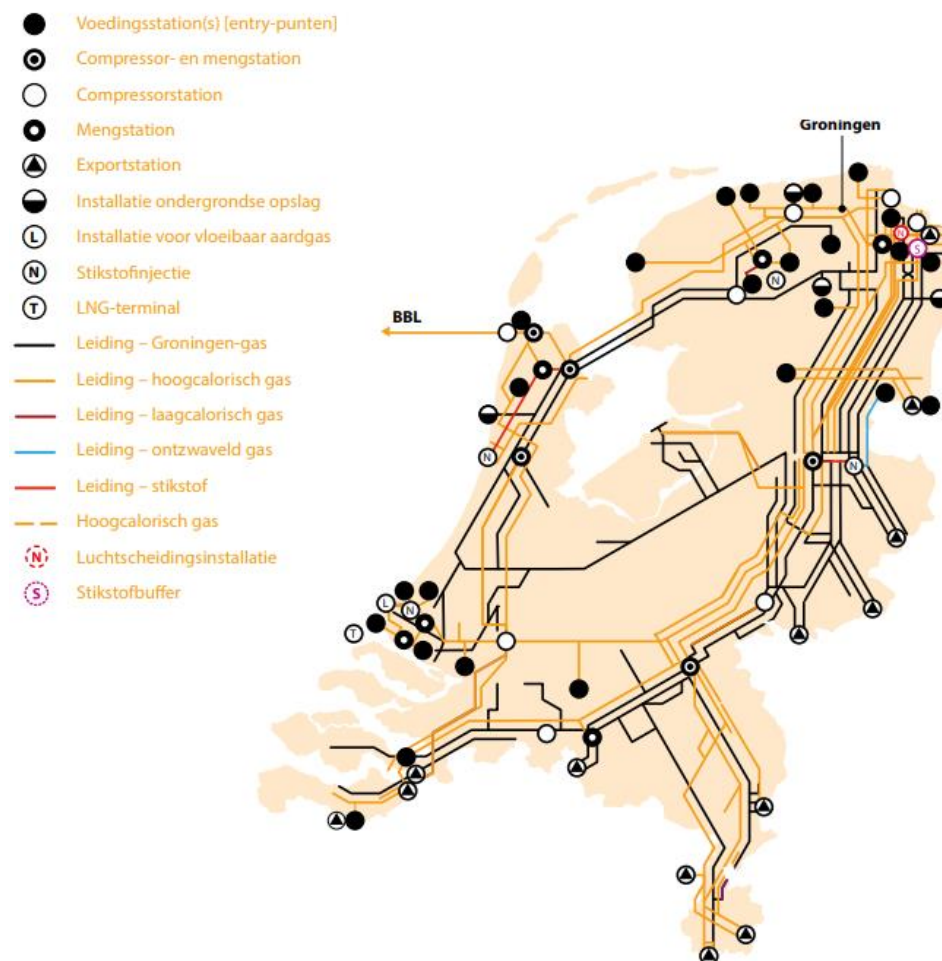 Voedingsstation(s) [entry-punten]
Compressor- en mengstation
Compressorstation
Mengstation
Exportstation
Installatie ondergrondse opslag
L Installatie voor vloeibaar aardgas
N Stikstofinjectie
T LNG-terminal
Leiding – Groningen-gas
Leiding – hoogcalorisch gas
Leiding – laagcalorisch gas
Leiding – ontzwaveld gas
Leiding – stikstof
Hoogcalorisch gas
N Luchtscheidingsinstallatie
S Stikstofbuffer
Groningen
N
S
N
BBL
N
N
L
N
T